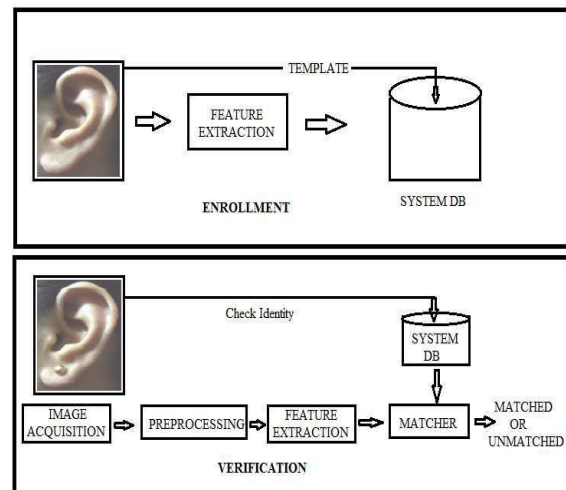 TEMPLATE
FEATURE
EXTRACTION
SYSTEM DB
ENROLLMENT
Check Identity
SYSTEM
DB
IMAGE
ACQUISITION
PREPROCESSING
FEATURE
EXTRACTION
MATCHER
MATCHED
OR
UNMATCHED
VERIFICATION